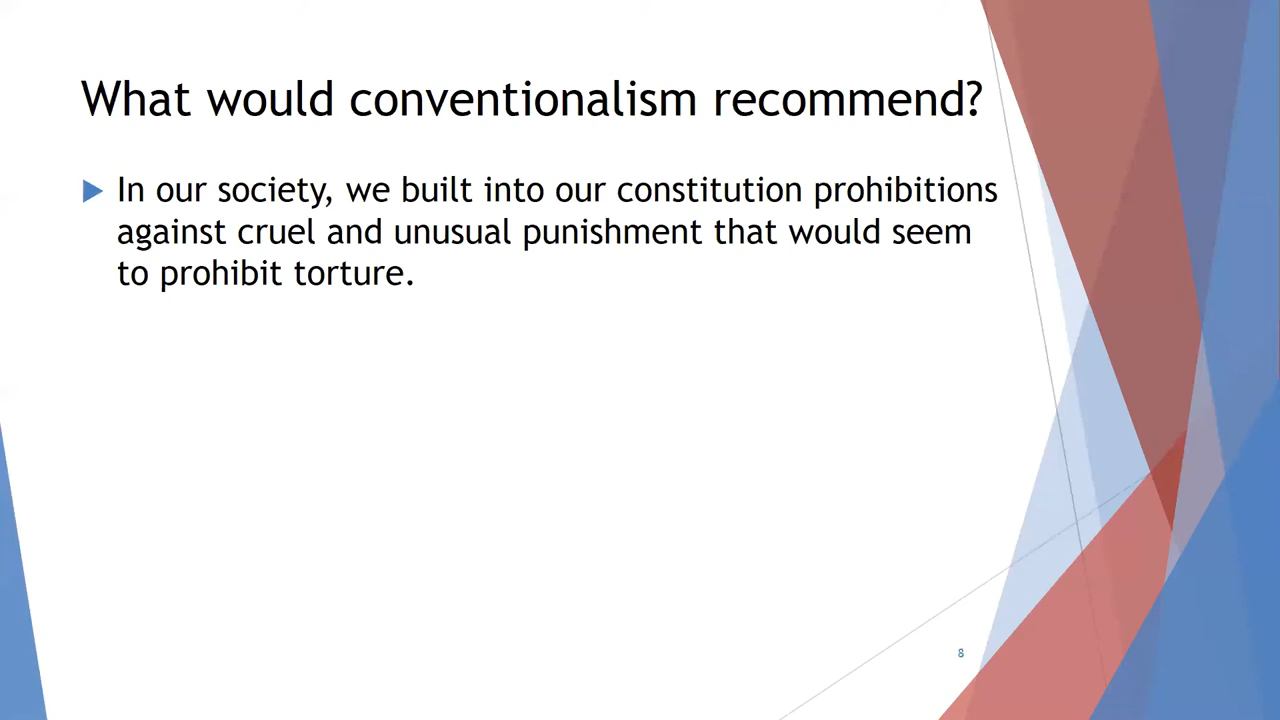 What would conventionalism recommend?
In our society, we built into our constitution prohibitions
against cruel and unusual punishment that would seem
to prohibit torture.
8